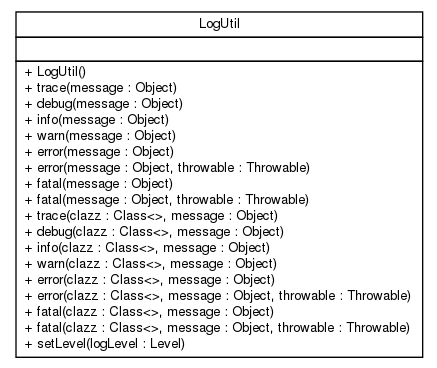 LogUtil
+ LogUtil()
+ trace(message : Object)
+ debug(message : Object)
+ info(message : Object)
+ warn(message : Object)
+ error(message : Object)
+ error(message : Object, throwable : Throwable)
+ fatal(message : Object)
+ fatal(message : Object, throwable : Throwable)
+ trace(clazz : Class<>, message : Object)
+ debug(clazz : Class<>, message : Object)
+ info(clazz : Class<>, message : Object)
+ warn(clazz : Class<>, message : Object)
+ error(clazz : Class<>, message : Object)
+ error(clazz : Class<>, message : Object, throwable : Throwable)
+ fatal(clazz : Class<>, message : Object)
+ fatal(clazz : Class<>, message : Object, throwable : Throwable)
+ setLevel(logLevel : Level)